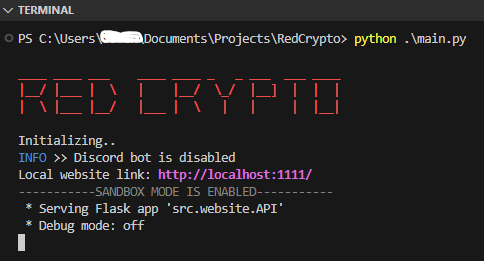 TERMINAL
PS C:\Users\ \Documents\Projects\RedCrypto> python .\main.py
RED CRYPTO
Initializing..
INFO >> Discord bot is disabled
Local website link: http://localhost:1111/
-----------SANDBOX MODE IS ENABLED-----------
* Serving Flask app 'src.website.API'
* Debug mode: off